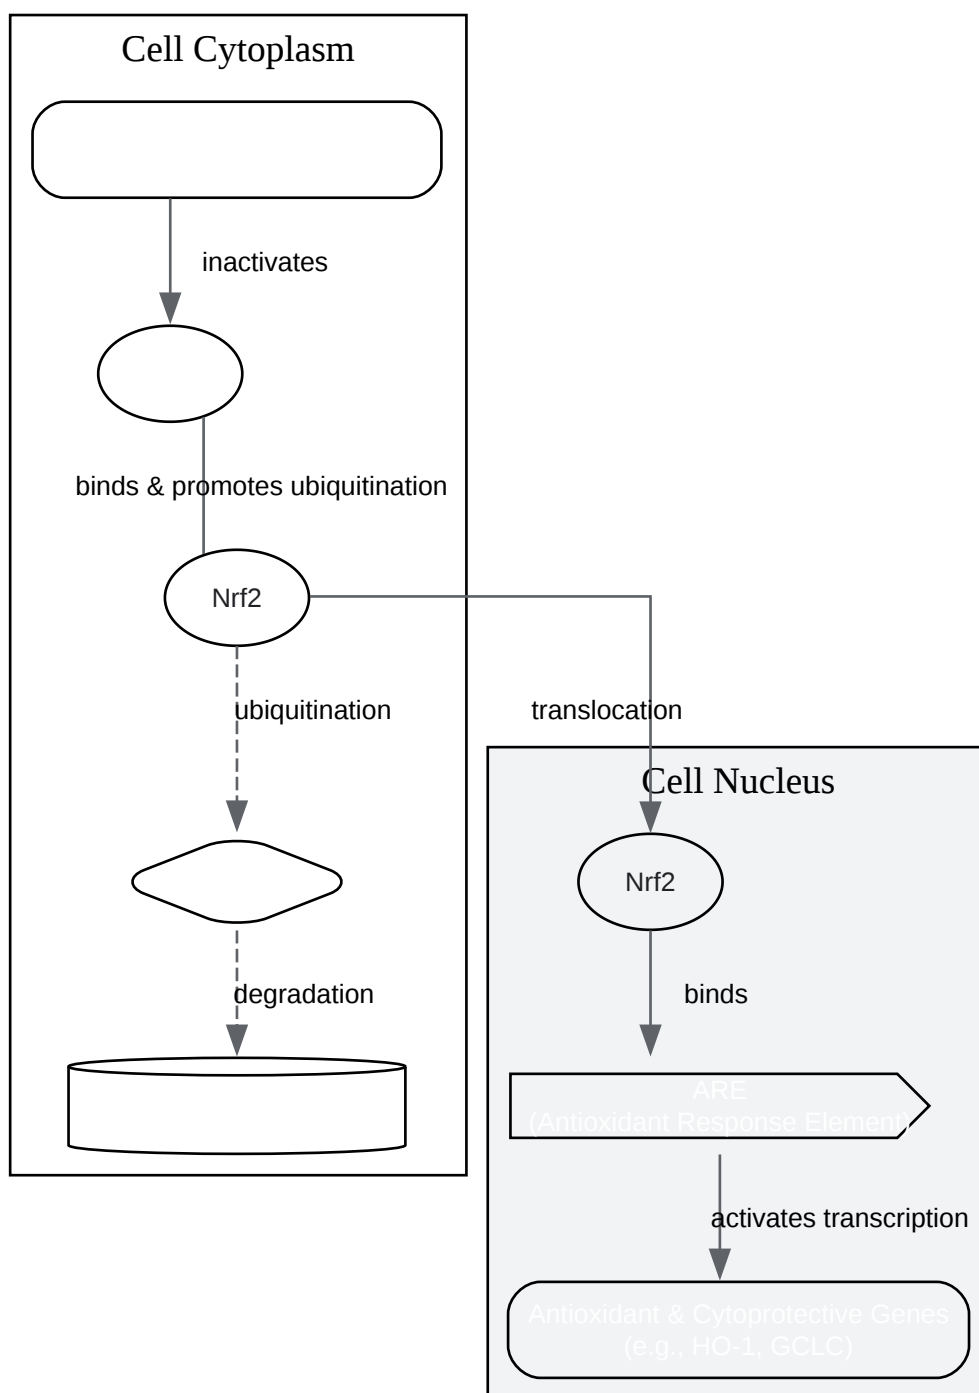 Cell Cytoplasm
inactivates
binds & promotes ubiquitination
Nrf2
ubiquitination
translocation
Cell Nucleus
Nrf2
degradation
binds
ARE
(Antioxidant Response Element)
activates transcription
Antioxidant & Cytoprotective Genes
(e.g., HO-1, GCLC)